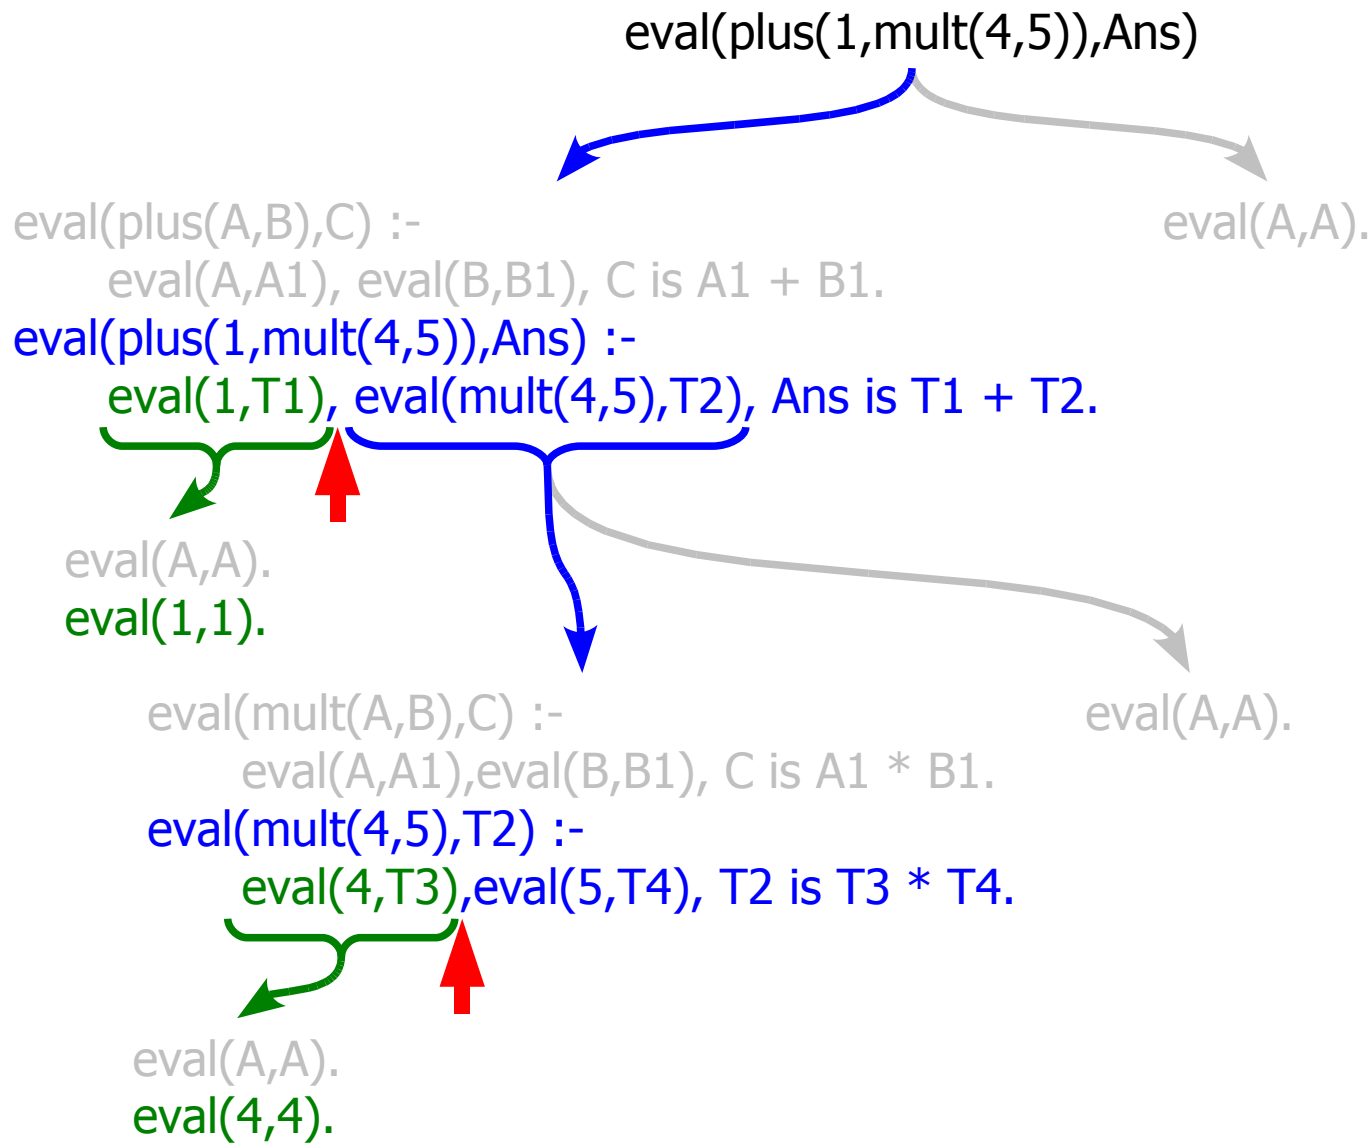 eval(plus(1,mult(4,5)),Ans)
eval(plus(A,B),C) :-
eval(A,A).
eval(A,A1), eval(B,B1), C is A1 + B1.
eval(plus(1,mult(4,5)),Ans) :-
eval(1,T1), eval(mult(4,5),T2), Ans is T1 + T2.
eval(A,A).
eval(1,1).
eval(mult(A,B),C) :-
eval(A,A).
eval(A,A1),eval(B,B1), C is A1 * B1.
eval(mult(4,5),T2) :-
eval(4,T3),eval(5,T4), T2 is T3 * T4.
eval(A,A).
eval(4,4).